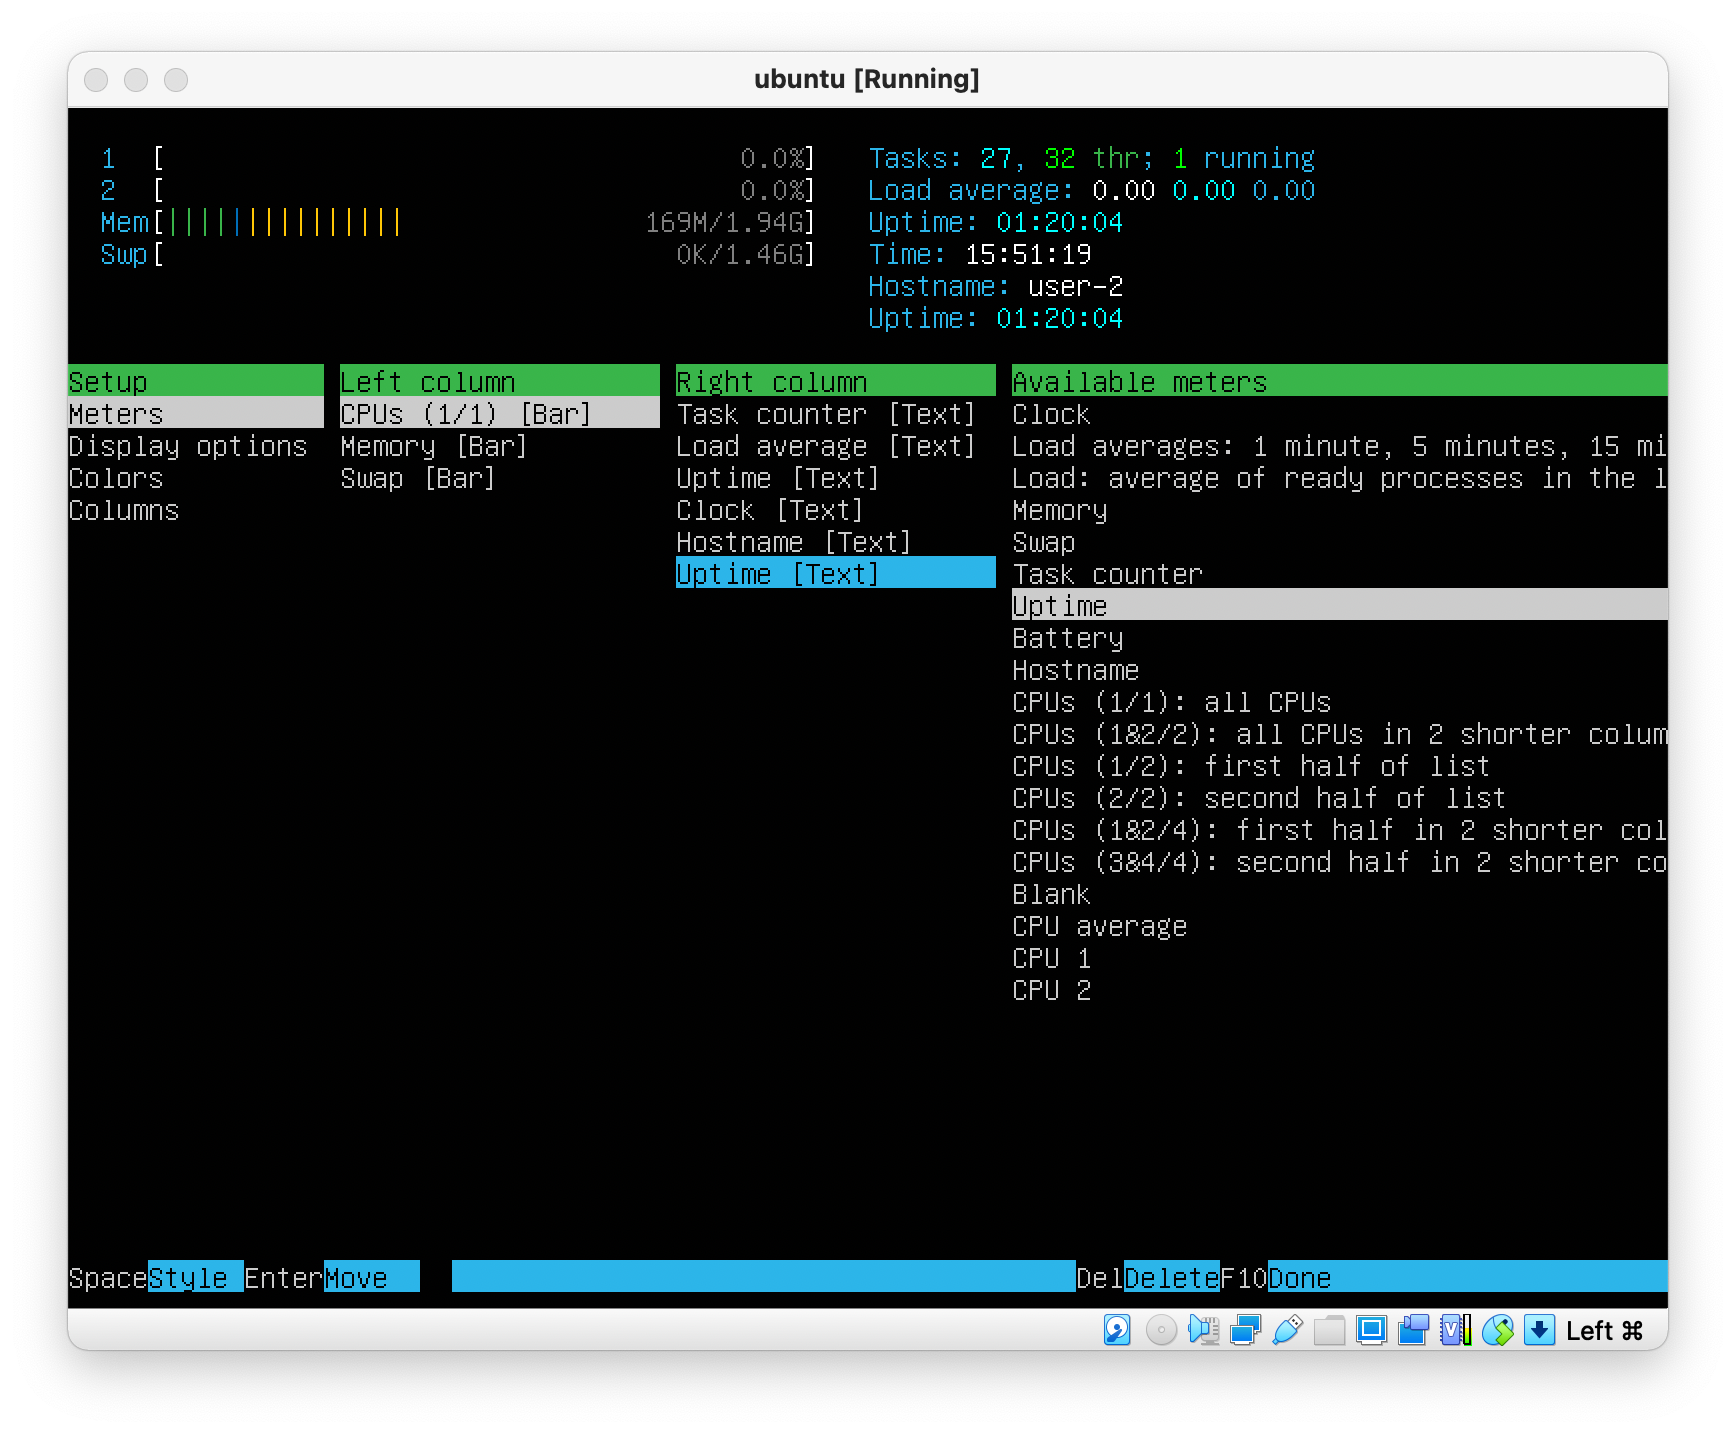 ubuntu [Running]
1 [ 0.0%] Tasks: 27, 32 thr; 1 running
2 [ 0.0%] Load average: 0.00 0.00 0.00
Mem[||||||||||||||| 169M/1.94G] Uptime: 01:20:04
Swp[ 0K/1.46G] Time: 15:51:19
Hostname: user-2
Uptime: 01:20:04
Setup Left column Right column Available meters
Meters CPUs (1/1) [Bar] Task counter [Text] Clock
Display options Memory [Bar] Load average [Text] Load averages: 1 minute, 5 minutes, 15 mi
Colors Swap [Bar] Uptime [Text] Load: average of ready processes in the l
Columns Clock [Text] Memory
Hostname [Text] Swap
Uptime [Text] Task counter
Uptime
Battery
Hostname
CPUs (1/1): all CPUs
CPUs (1&2/2): all CPUs in 2 shorter colum
CPUs (1/2): first half of list
CPUs (2/2): second half of list
CPUs (1&2/4): first half in 2 shorter col
CPUs (3&4/4): second half in 2 shorter co
Blank
CPU average
CPU 1
CPU 2
SpaceStyle EnterMove DelDeleteF10Done
Left ⌘